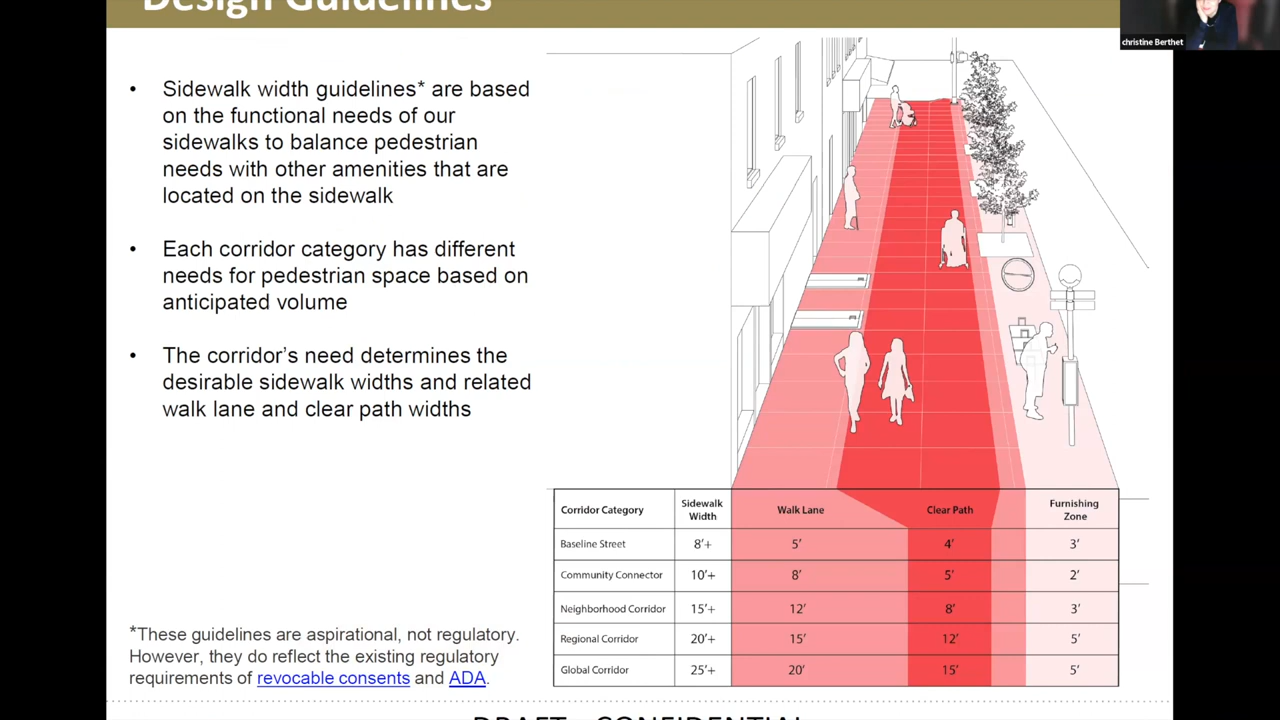 Design Guidelines
christine Berthet
• Sidewalk width guidelines* are based
on the functional needs of our
sidewalks to balance pedestrian
needs with other amenities that are
located on the sidewalk
• Each corridor category has different
needs for pedestrian space based on
anticipated volume
• The corridor's need determines the
desirable sidewalk widths and related
walk lane and clear path widths
Corridor Category Sidewalk Width Walk Lane Clear Path Furnishing Zone
Baseline Street 8'+ 5' 4' 3'
Community Connector 10'+ 8' 5' 2'
Neighborhood Corridor 15'+ 12' 8' 3'
Regional Corridor 20'+ 15' 12' 5'
Global Corridor 25'+ 20' 15' 5'
*These guidelines are aspirational, not regulatory.
However, they do reflect the existing regulatory
requirements of revocable consents and ADA.
DRAFT - CONFIDENTIAL